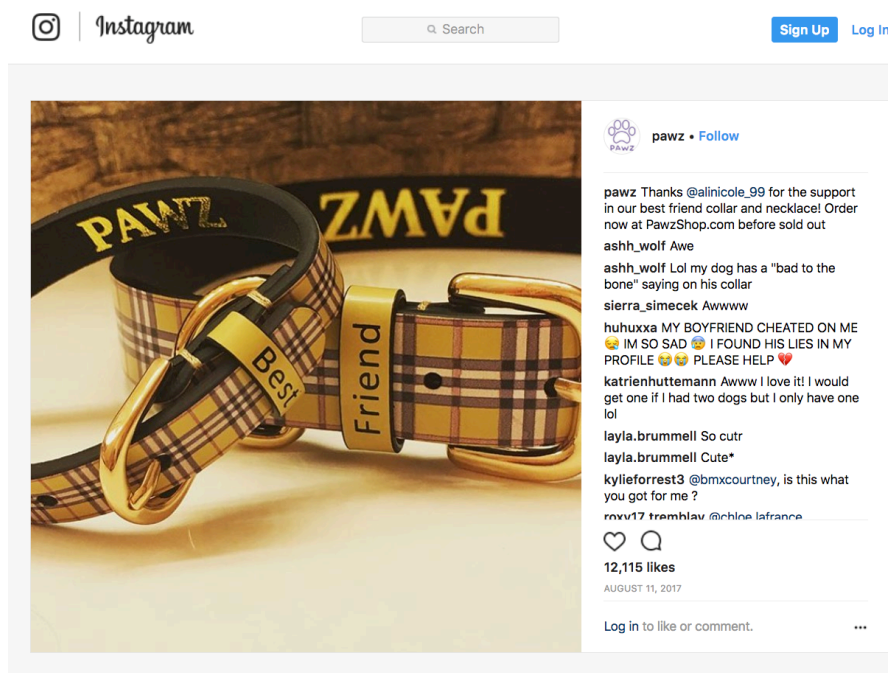 Instagram
Search
Sign Up
Log In
PAWZ
PAWZ
Best
Friend
PAWZ
pawz • Follow
pawz Thanks @alinicole_99 for the support
in our best friend collar and necklace! Order
now at PawzShop.com before sold out
ashh_wolf Awe
ashh_wolf Lol my dog has a "bad to the
bone" saying on his collar
sierra_simecek Awwww
huhuxxa MY BOYFRIEND CHEATED ON ME
😪 IM SO SAD 😰 I FOUND HIS LIES IN MY
PROFILE 😭😭 PLEASE HELP 💔
katrienhuttemann Awww I love it! I would
get one if I had two dogs but I only have one
lol
layla.brummell So cutr
layla.brummell Cute*
kylieforrest3 @bmxcourtney, is this what
you got for me ?
roxy17.tremblay @chloe.lafrance
12,115 likes
AUGUST 11, 2017
Log in to like or comment.